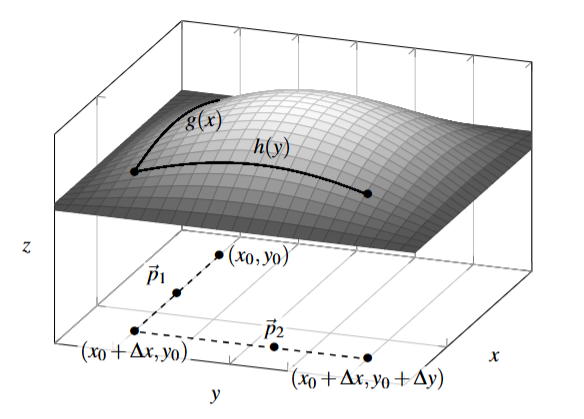 g(x)
h(y)
z
(x₀, y₀)
p⃗₁
p⃗₂
(x₀ + Δx, y₀)
x
(x₀ + Δx, y₀ + Δy)
y